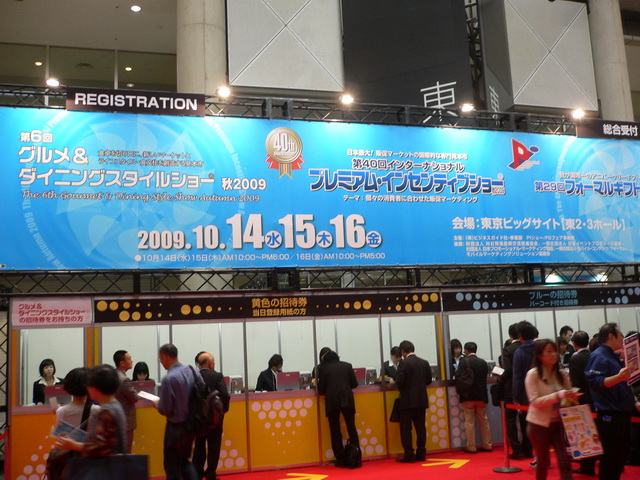 東
REGISTRATION
総合受付
第6回
グルメ&
ダイニングスタイルショー 秋2009
The 6th Gourmet & Dining Style Show Autumn 2009
40th
日本最大!販促マーケットの国際的な専門見本市
第40回インターナショナル
プレミアム・インセンティブショー
テーマ:個々の消費者に合わせた販促マーケティング
第29回フォーマルギフト
2009.10.14水15木16金
●10月14日(水)15日(木)AM10:00~PM6:00/16日(金)AM10:00~PM5:00
会場:東京ビッグサイト[東2・3ホール]
グルメ&
ダイニングスタイルショー
の招待券をお持ちの方
黄色の招待券
当日登録用紙の方
ブルーの招待券
バーコード付き招待券